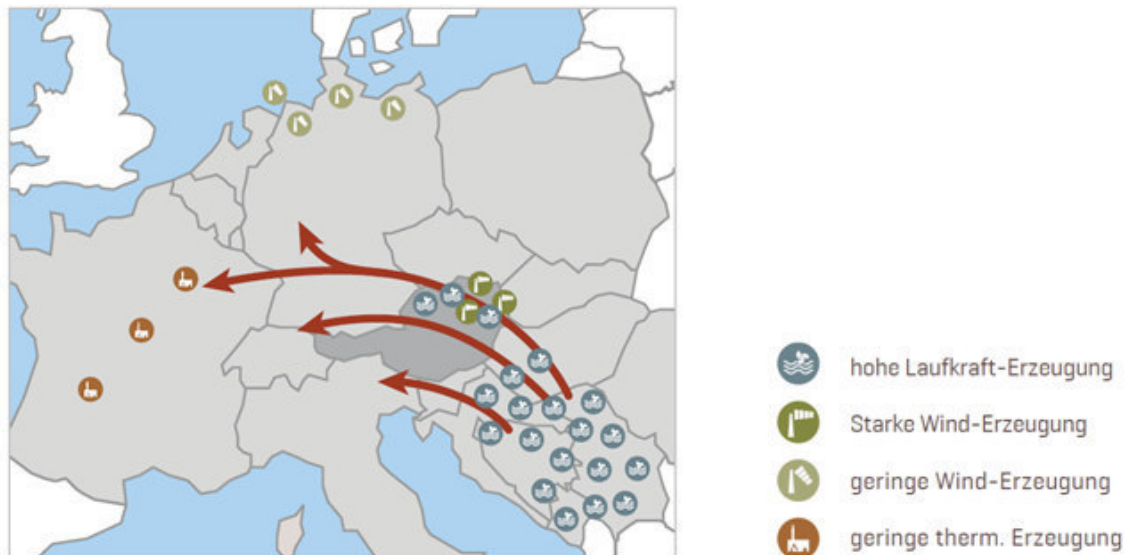 hohe Laufkraft-Erzeugung
Starke Wind-Erzeugung
geringe Wind-Erzeugung
geringe therm. Erzeugung